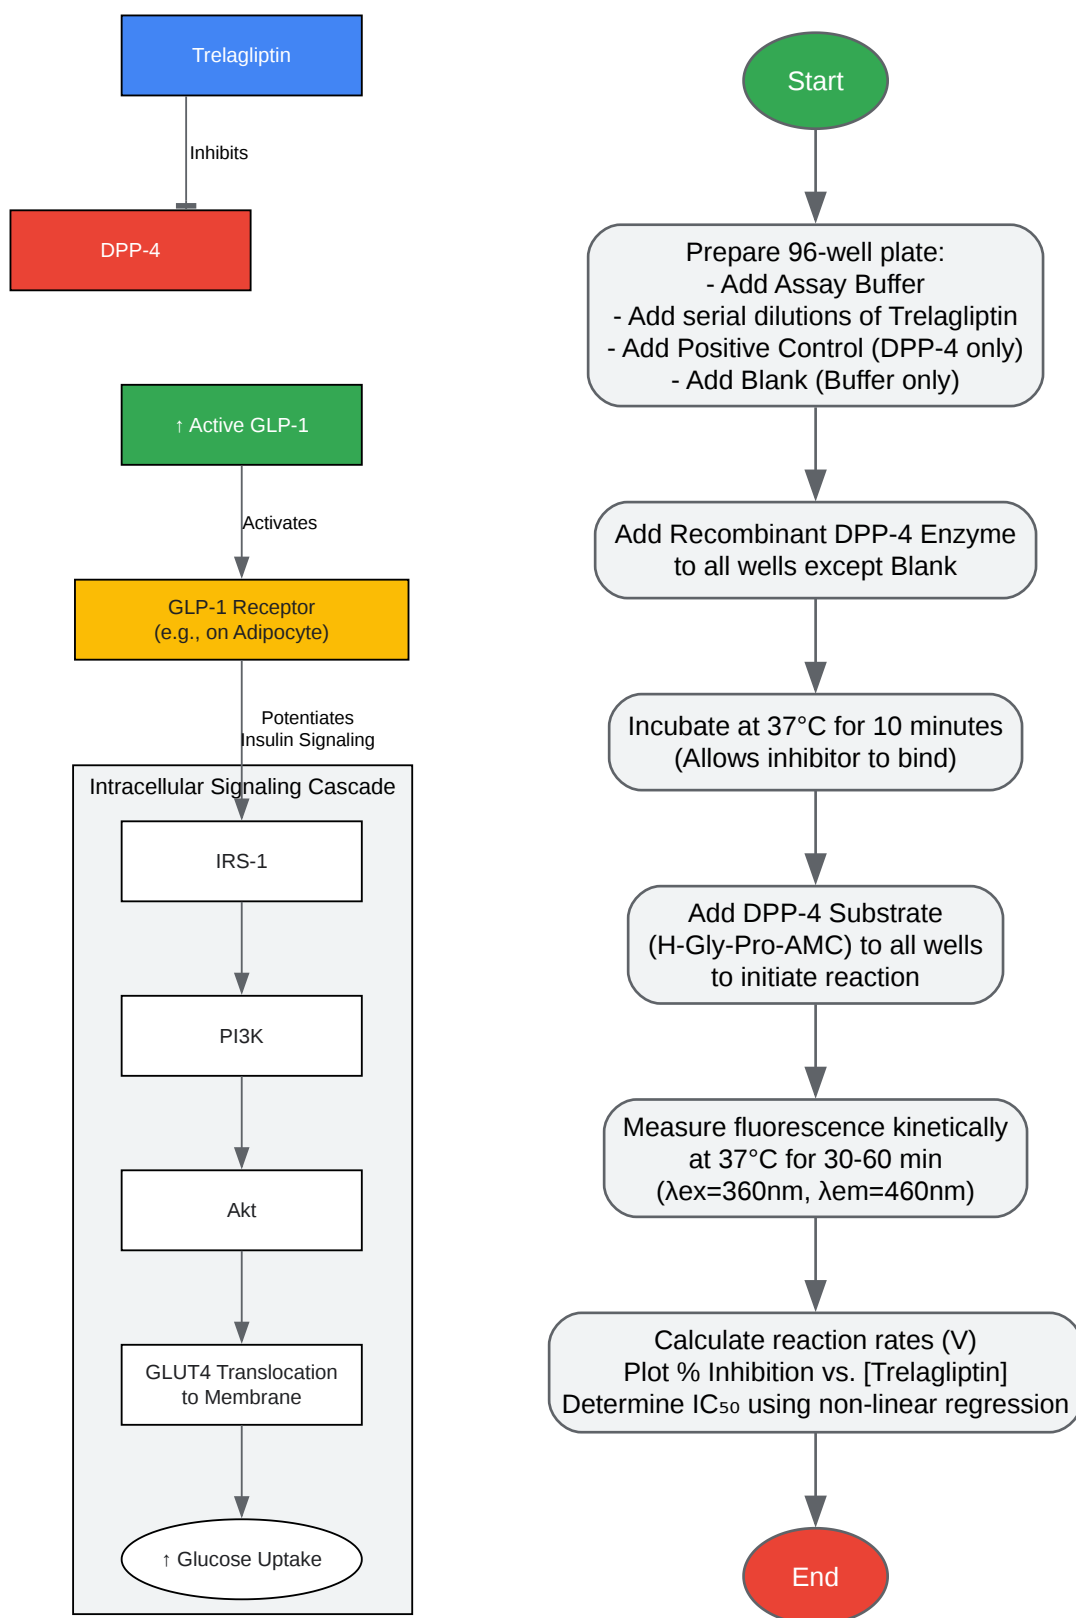 Trelagliptin
Inhibits
DPP-4
↑ Active GLP-1
Activates
GLP-1 Receptor
(e.g., on Adipocyte)
Potentiates
Insulin Signaling
Intracellular Signaling Cascade
IRS-1
PI3K
Akt
GLUT4 Translocation
to Membrane
↑ Glucose Uptake
Start
Prepare 96-well plate:
- Add Assay Buffer
- Add serial dilutions of Trelagliptin
- Add Positive Control (DPP-4 only)
- Add Blank (Buffer only)
Add Recombinant DPP-4 Enzyme
to all wells except Blank
Incubate at 37°C for 10 minutes
(Allows inhibitor to bind)
Add DPP-4 Substrate
(H-Gly-Pro-AMC) to all wells
to initiate reaction
Measure fluorescence kinetically
at 37°C for 30-60 min
(λex=360nm, λem=460nm)
Calculate reaction rates (V)
Plot % Inhibition vs. [Trelagliptin]
Determine IC₅₀ using non-linear regression
End